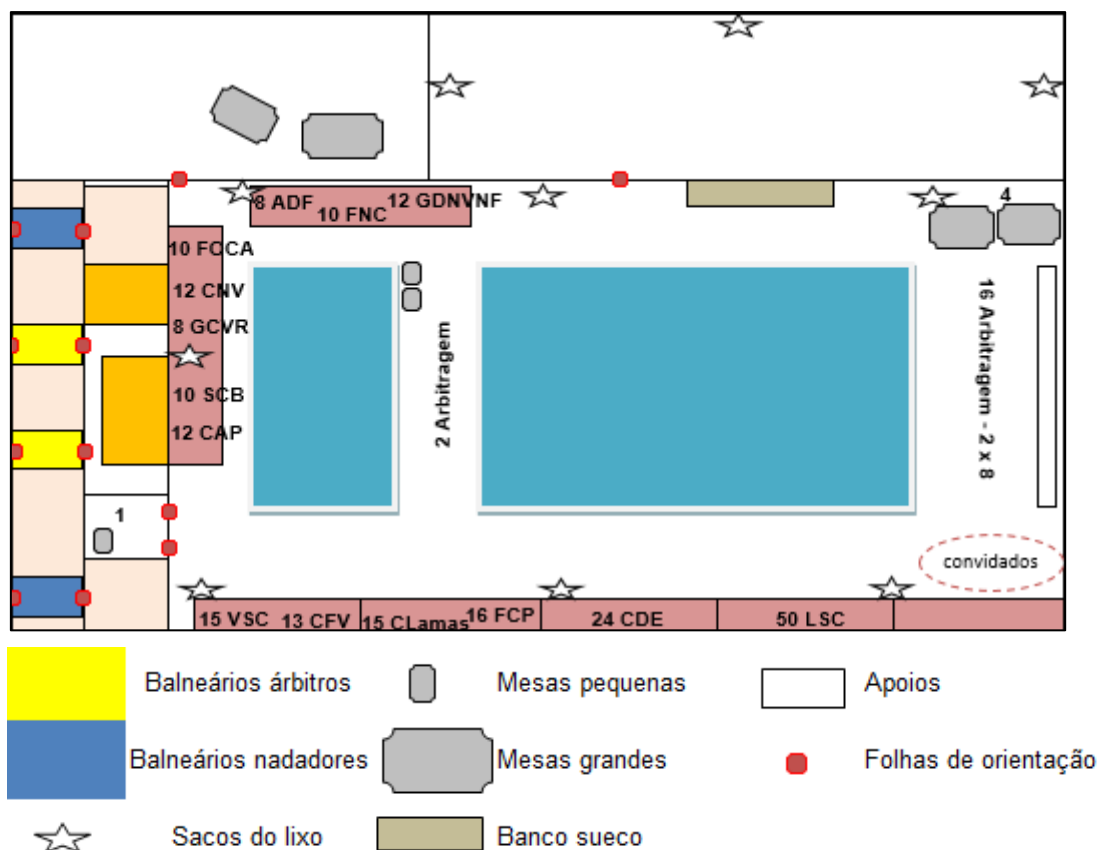 4
8 ADF
10 FNC
12 GDNVNF
10 FOCA
12 CNV
8 GCVR
10 SCB
12 CAP
2 Arbitragem
16 Arbitragem - 2 x 8
1
convidados
15 VSC
13 CFV
15 CLamas
16 FCP
24 CDE
50 LSC
Balneários árbitros
Mesas pequenas
Apoios
Balneários nadadores
Mesas grandes
Folhas de orientação
Sacos do lixo
Banco sueco